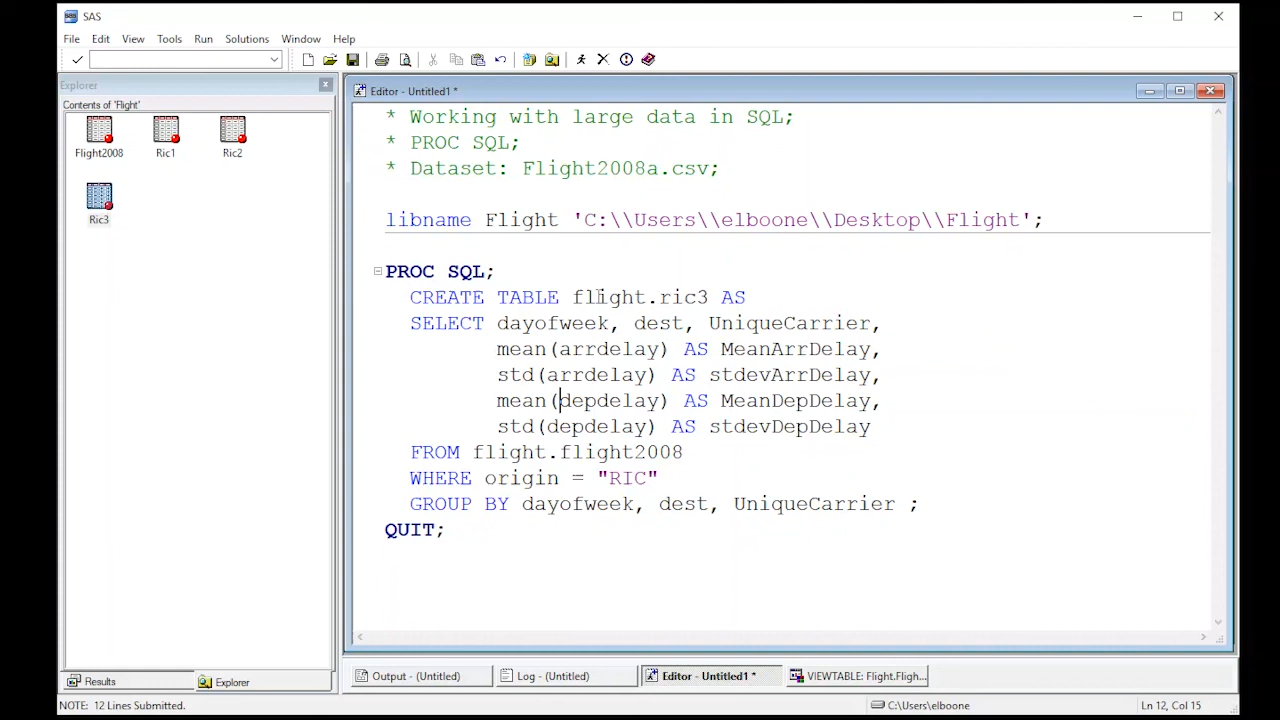 SAS
File Edit View Tools Run Solutions Window Help
Explorer
Contents of 'Flight'
Flight2008 Ric1 Ric2
Ric3
Editor - Untitled1 *
* Working with large data in SQL;
* PROC SQL;
* Dataset: Flight2008a.csv;
libname Flight 'C:\\Users\\elboone\\Desktop\\Flight';
PROC SQL;
CREATE TABLE flight.ric3 AS
SELECT dayofweek, dest, UniqueCarrier,
mean(arrdelay) AS MeanArrDelay,
std(arrdelay) AS stdevArrDelay,
mean(depdelay) AS MeanDepDelay,
std(depdelay) AS stdevDepDelay
FROM flight.flight2008
WHERE origin = "RIC"
GROUP BY dayofweek, dest, UniqueCarrier ;
QUIT;
Results Explorer
Output - (Untitled) Log - (Untitled) Editor - Untitled1 * VIEWTABLE: Flight.Fligh...
NOTE: 12 Lines Submitted. C:\Users\elboone Ln 12, Col 15